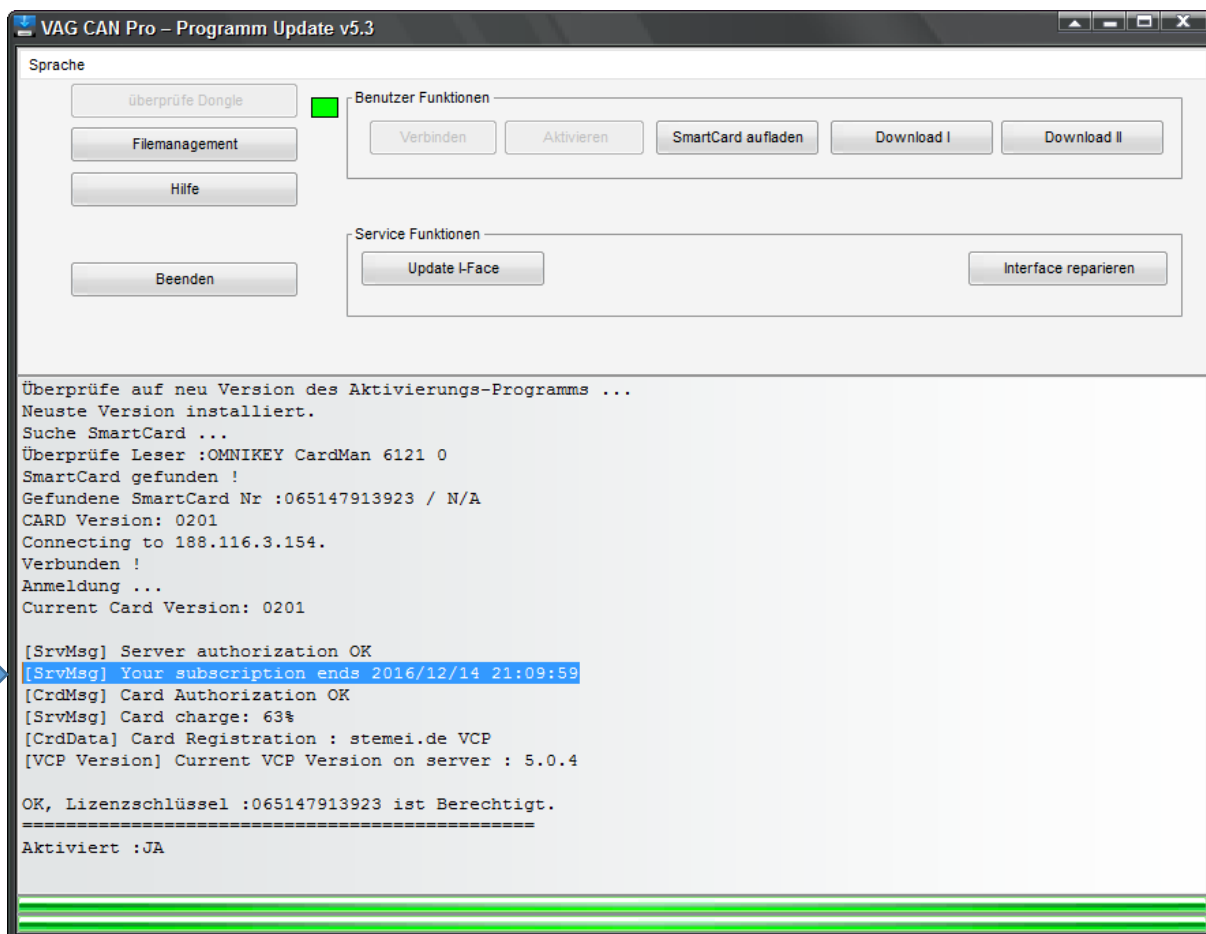 VAG CAN Pro – Programm Update v5.3
Sprache
überprüfe Dongle
Filemanagement
Hilfe
Beenden
Benutzer Funktionen
Verbinden
Aktivieren
SmartCard aufladen
Download I
Download II
Service Funktionen
Update I-Face
Interface reparieren
Überprüfe auf neu Version des Aktivierungs-Programms ...
Neuste Version installiert.
Suche SmartCard ...
Überprüfe Leser :OMNIKEY CardMan 6121 0
SmartCard gefunden !
Gefundene SmartCard Nr :065147913923 / N/A
CARD Version: 0201
Connecting to 188.116.3.154.
Verbunden !
Anmeldung ...
Current Card Version: 0201
[SrvMsg] Server authorization OK
[SrvMsg] Your subscription ends 2016/12/14 21:09:59
[CrdMsg] Card Authorization OK
[SrvMsg] Card charge: 63%
[CrdData] Card Registration : stemei.de VCP
[VCP Version] Current VCP Version on server : 5.0.4
OK, Lizenzschlüssel :065147913923 ist Berechtigt.
===============================================
Aktiviert :JA